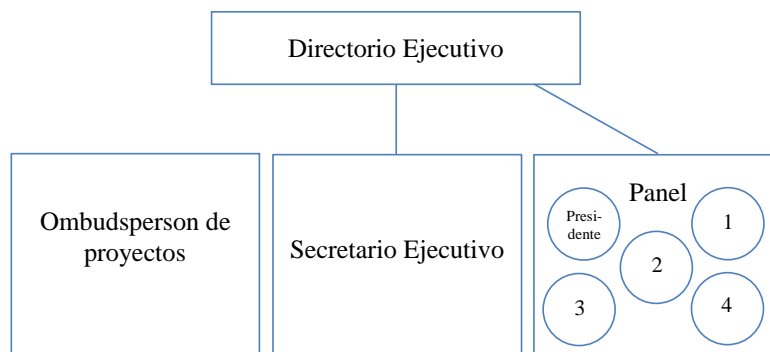 Directorio Ejecutivo
Ombudsperson de
proyectos
Secretario Ejecutivo
Panel
Presi-
dente
1
2
3
4